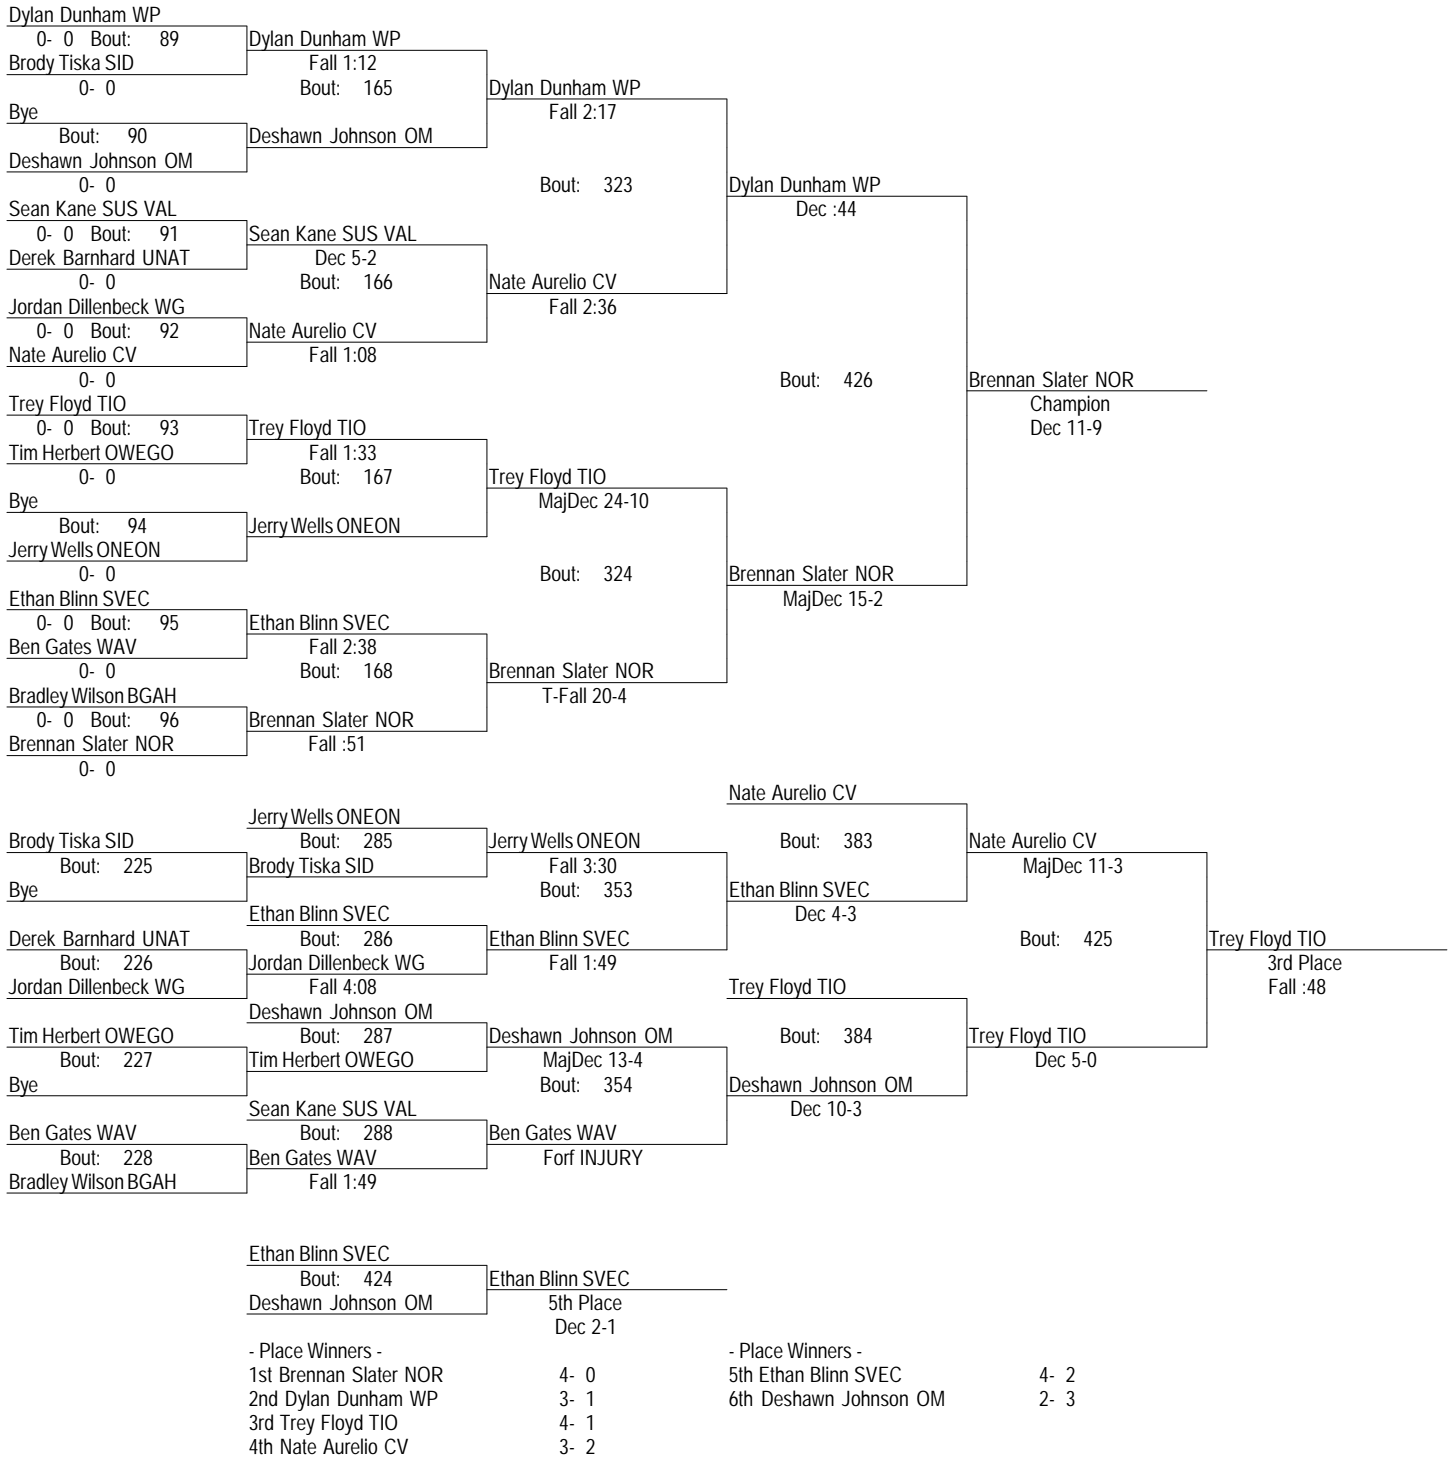 Dylan Dunham WP
0- 0 Bout: 89 Dylan Dunham WP
Brody Tiska SID Fall 1:12
0- 0 Bout: 165 Dylan Dunham WP
Bye Fall 2:17
Bout: 90 Deshawn Johnson OM
Deshawn Johnson OM
0- 0 Bout: 323 Dylan Dunham WP
Sean Kane SUS VAL Dec :44
0- 0 Bout: 91 Sean Kane SUS VAL
Derek Barnhard UNAT Dec 5-2
0- 0 Bout: 166 Nate Aurelio CV
Jordan Dillenbeck WG Fall 2:36
0- 0 Bout: 92 Nate Aurelio CV
Nate Aurelio CV Fall 1:08
0- 0 Bout: 426 Brennan Slater NOR
Trey Floyd TIO Champion
0- 0 Bout: 93 Trey Floyd TIO Dec 11-9
Tim Herbert OWEGO Fall 1:33
0- 0 Bout: 167 Trey Floyd TIO
Bye MajDec 24-10
Bout: 94 Jerry Wells ONEON
Jerry Wells ONEON
0- 0 Bout: 324 Brennan Slater NOR
Ethan Blinn SVEC MajDec 15-2
0- 0 Bout: 95 Ethan Blinn SVEC
Ben Gates WAV Fall 2:38
0- 0 Bout: 168 Brennan Slater NOR
Bradley Wilson BGAH T-Fall 20-4
0- 0 Bout: 96 Brennan Slater NOR
Brennan Slater NOR Fall :51
0- 0
Nate Aurelio CV
Jerry Wells ONEON
Brody Tiska SID Bout: 285 Jerry Wells ONEON Bout: 383 Nate Aurelio CV
Bout: 225 Brody Tiska SID Fall 3:30 MajDec 11-3
Bye Bout: 353 Ethan Blinn SVEC
Ethan Blinn SVEC Dec 4-3
Derek Barnhard UNAT Bout: 286 Ethan Blinn SVEC Bout: 425 Trey Floyd TIO
Bout: 226 Jordan Dillenbeck WG Fall 1:49 3rd Place
Jordan Dillenbeck WG Fall 4:08 Trey Floyd TIO Fall :48
Deshawn Johnson OM
Tim Herbert OWEGO Bout: 287 Deshawn Johnson OM Bout: 384 Trey Floyd TIO
Bout: 227 Tim Herbert OWEGO MajDec 13-4 Dec 5-0
Bye Bout: 354 Deshawn Johnson OM
Sean Kane SUS VAL Dec 10-3
Ben Gates WAV Bout: 288 Ben Gates WAV
Bout: 228 Ben Gates WAV Forf INJURY
Bradley Wilson BGAH Fall 1:49
Ethan Blinn SVEC
Bout: 424 Ethan Blinn SVEC
Deshawn Johnson OM 5th Place
Dec 2-1
- Place Winners - - Place Winners -
1st Brennan Slater NOR 4- 0 5th Ethan Blinn SVEC 4- 2
2nd Dylan Dunham WP 3- 1 6th Deshawn Johnson OM 2- 3
3rd Trey Floyd TIO 4- 1
4th Nate Aurelio CV 3- 2